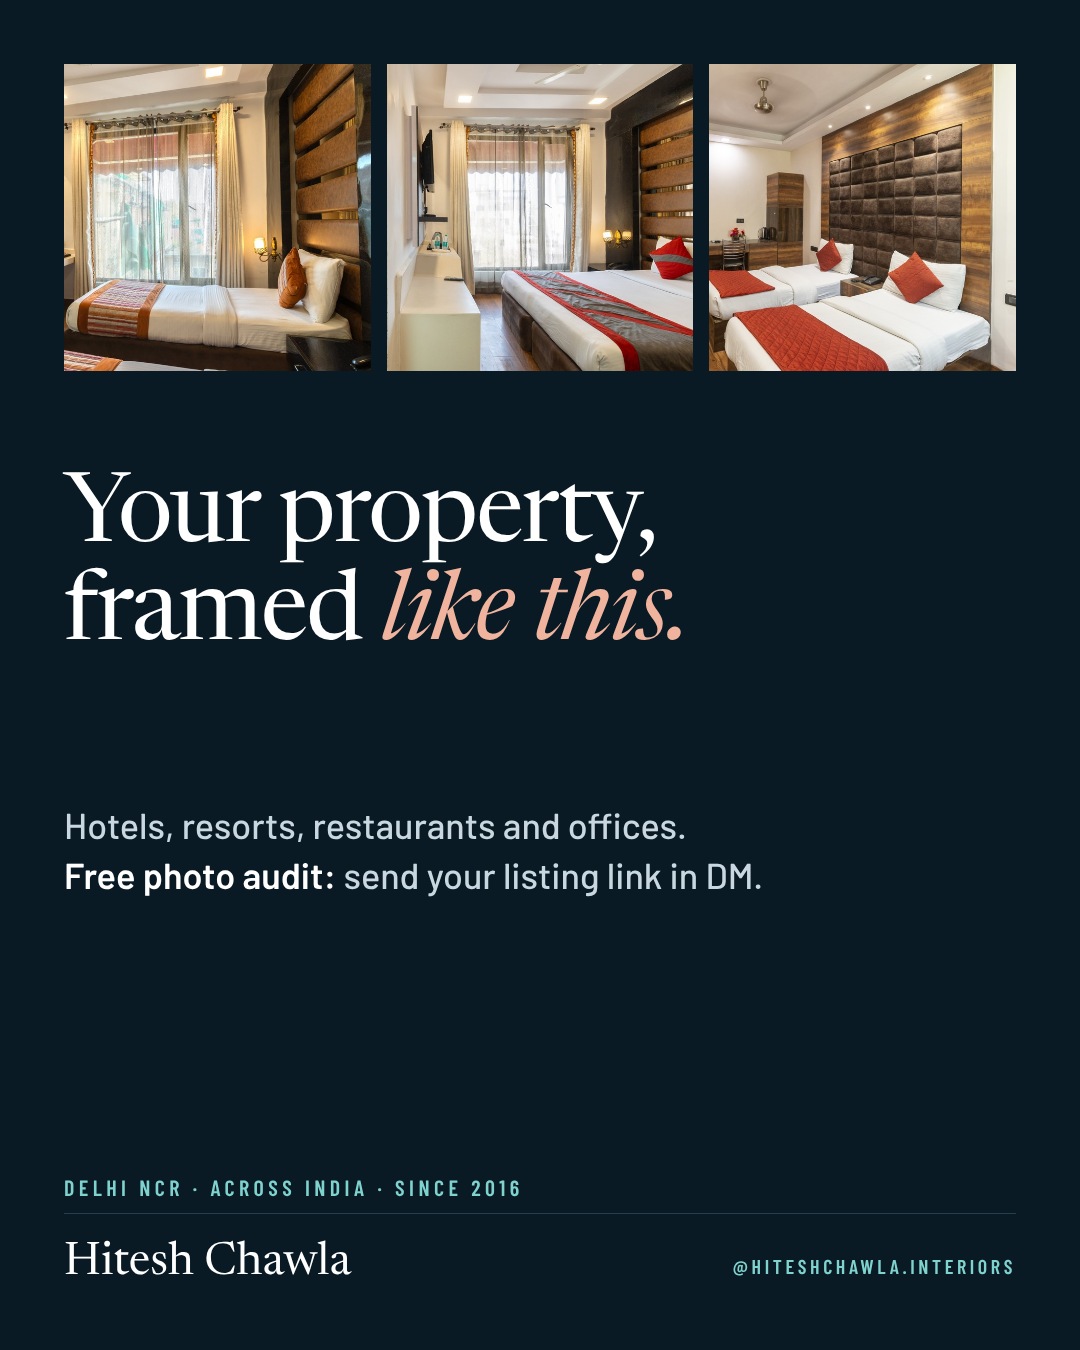 Your property,
framed like this.
Hotels, resorts, restaurants and offices.
Free photo audit: send your listing link in DM.
DELHI NCR · ACROSS INDIA · SINCE 2016
Hitesh Chawla
@HITESHCHAWLA.INTERIORS